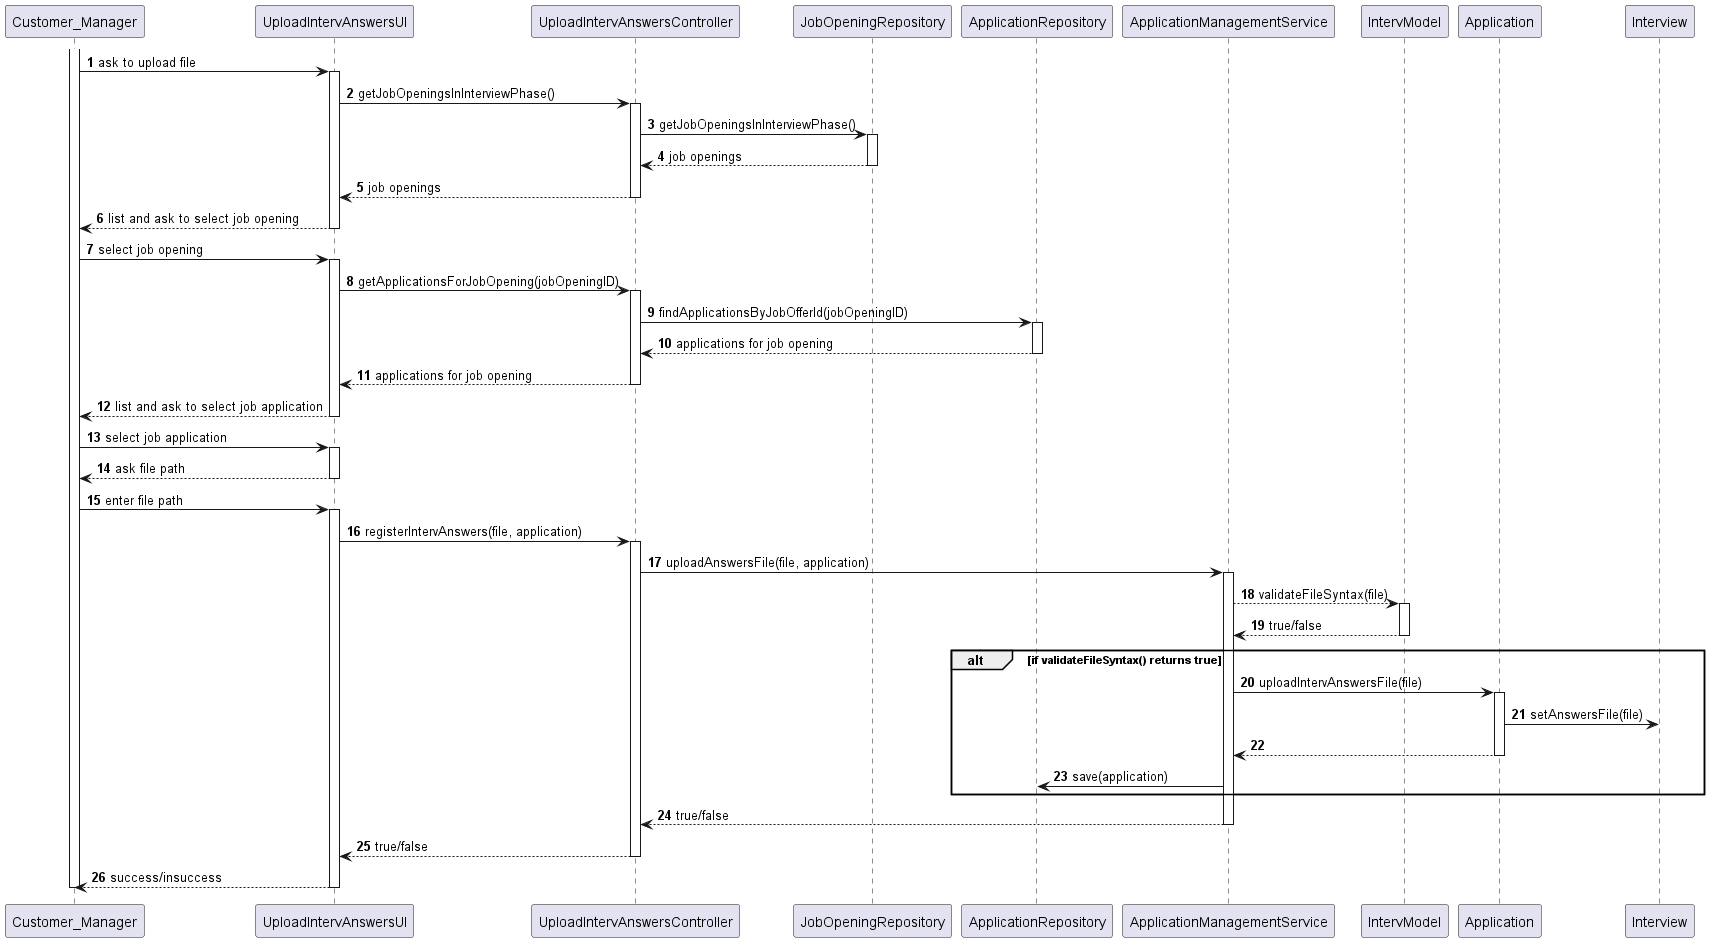 Customer_Manager UploadIntervAnswersUI UploadIntervAnswersController JobOpeningRepository ApplicationRepository ApplicationManagementService IntervModel Application Interview
1 ask to upload file
2 getJobOpeningsInInterviewPhase()
3 getJobOpeningsInInterviewPhase()
4 job openings
5 job openings
6 list and ask to select job opening
7 select job opening
8 getApplicationsForJobOpening(jobOpeningID)
9 findApplicationsByJobOfferId(jobOpeningID)
10 applications for job opening
11 applications for job opening
12 list and ask to select job application
13 select job application
14 ask file path
15 enter file path
16 registerIntervAnswers(file, application)
17 uploadAnswersFile(file, application)
18 validateFileSyntax(file)
19 true/false
alt [if validateFileSyntax() returns true]
20 uploadIntervAnswersFile(file)
21 setAnswersFile(file)
22
23 save(application)
24 true/false
25 true/false
26 success/insuccess
Customer_Manager UploadIntervAnswersUI UploadIntervAnswersController JobOpeningRepository ApplicationRepository ApplicationManagementService IntervModel Application Interview